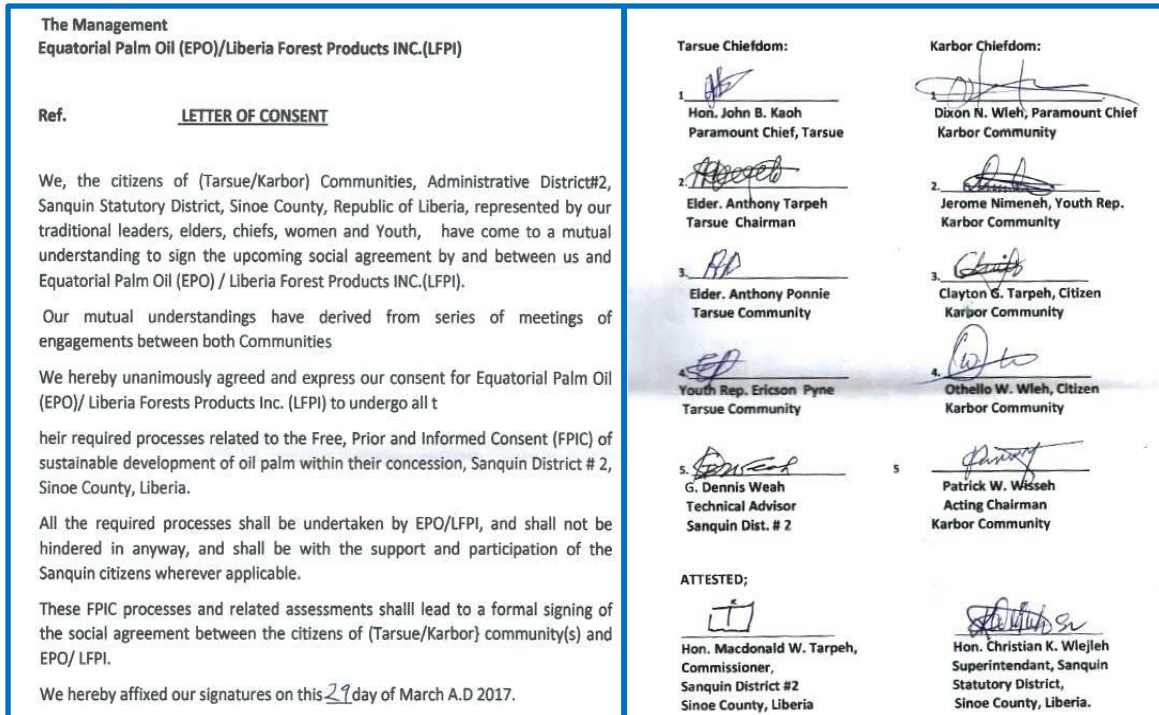 The Management
Equatorial Palm Oil (EPO)/Liberia Forest Products INC.(LFPI)
Ref. LETTER OF CONSENT
We, the citizens of (Tarsue/Karbor) Communities, Administrative District#2,
Sanquin Statutory District, Sinoe County, Republic of Liberia, represented by our
traditional leaders, elders, chiefs, women and Youth, have come to a mutual
understanding to sign the upcoming social agreement by and between us and
Equatorial Palm Oil (EPO) / Liberia Forest Products INC.(LFPI).
Our mutual understandings have derived from series of meetings of
engagements between both Communities
We hereby unanimously agreed and express our consent for Equatorial Palm Oil
(EPO)/ Liberia Forests Products Inc. (LFPI) to undergo all t
heir required processes related to the Free, Prior and Informed Consent (FPIC) of
sustainable development of oil palm within their concession, Sanquin District # 2,
Sinoe County, Liberia.
All the required processes shall be undertaken by EPO/LFPI, and shall not be
hindered in anyway, and shall be with the support and participation of the
Sanquin citizens wherever applicable.
These FPIC processes and related assessments shalll lead to a formal signing of
the social agreement between the citizens of (Tarsue/Karbor} community(s) and
EPO/ LFPI.
We hereby affixed our signatures on this 29 day of March A.D 2017.
Tarsue Chiefdom:
1
Hon. John B. Kaoh
Paramount Chief, Tarsue
2.
Elder. Anthony Tarpeh
Tarsue Chairman
3.
Elder. Anthony Ponnie
Tarsue Community
4.
Youth Rep. Ericson Pyne
Tarsue Community
5.
G. Dennis Weah
Technical Advisor
Sanquin Dist. # 2
Karbor Chiefdom:
1
Dixon N. Wleh, Paramount Chief
Karbor Community
2.
Jerome Nimeneh, Youth Rep.
Karbor Community
3.
Clayton G. Tarpeh, Citizen
Karbor Community
4.
Othello W. Wleh, Citizen
Karbor Community
5
Patrick W. Wisseh
Acting Chairman
Karbor Community
ATTESTED;
Hon. Macdonald W. Tarpeh,
Commissioner,
Sanquin District #2
Sinoe County, Liberia
Hon. Christian K. Wlejleh
Superintendant, Sanquin
Statutory District,
Sinoe County, Liberia.